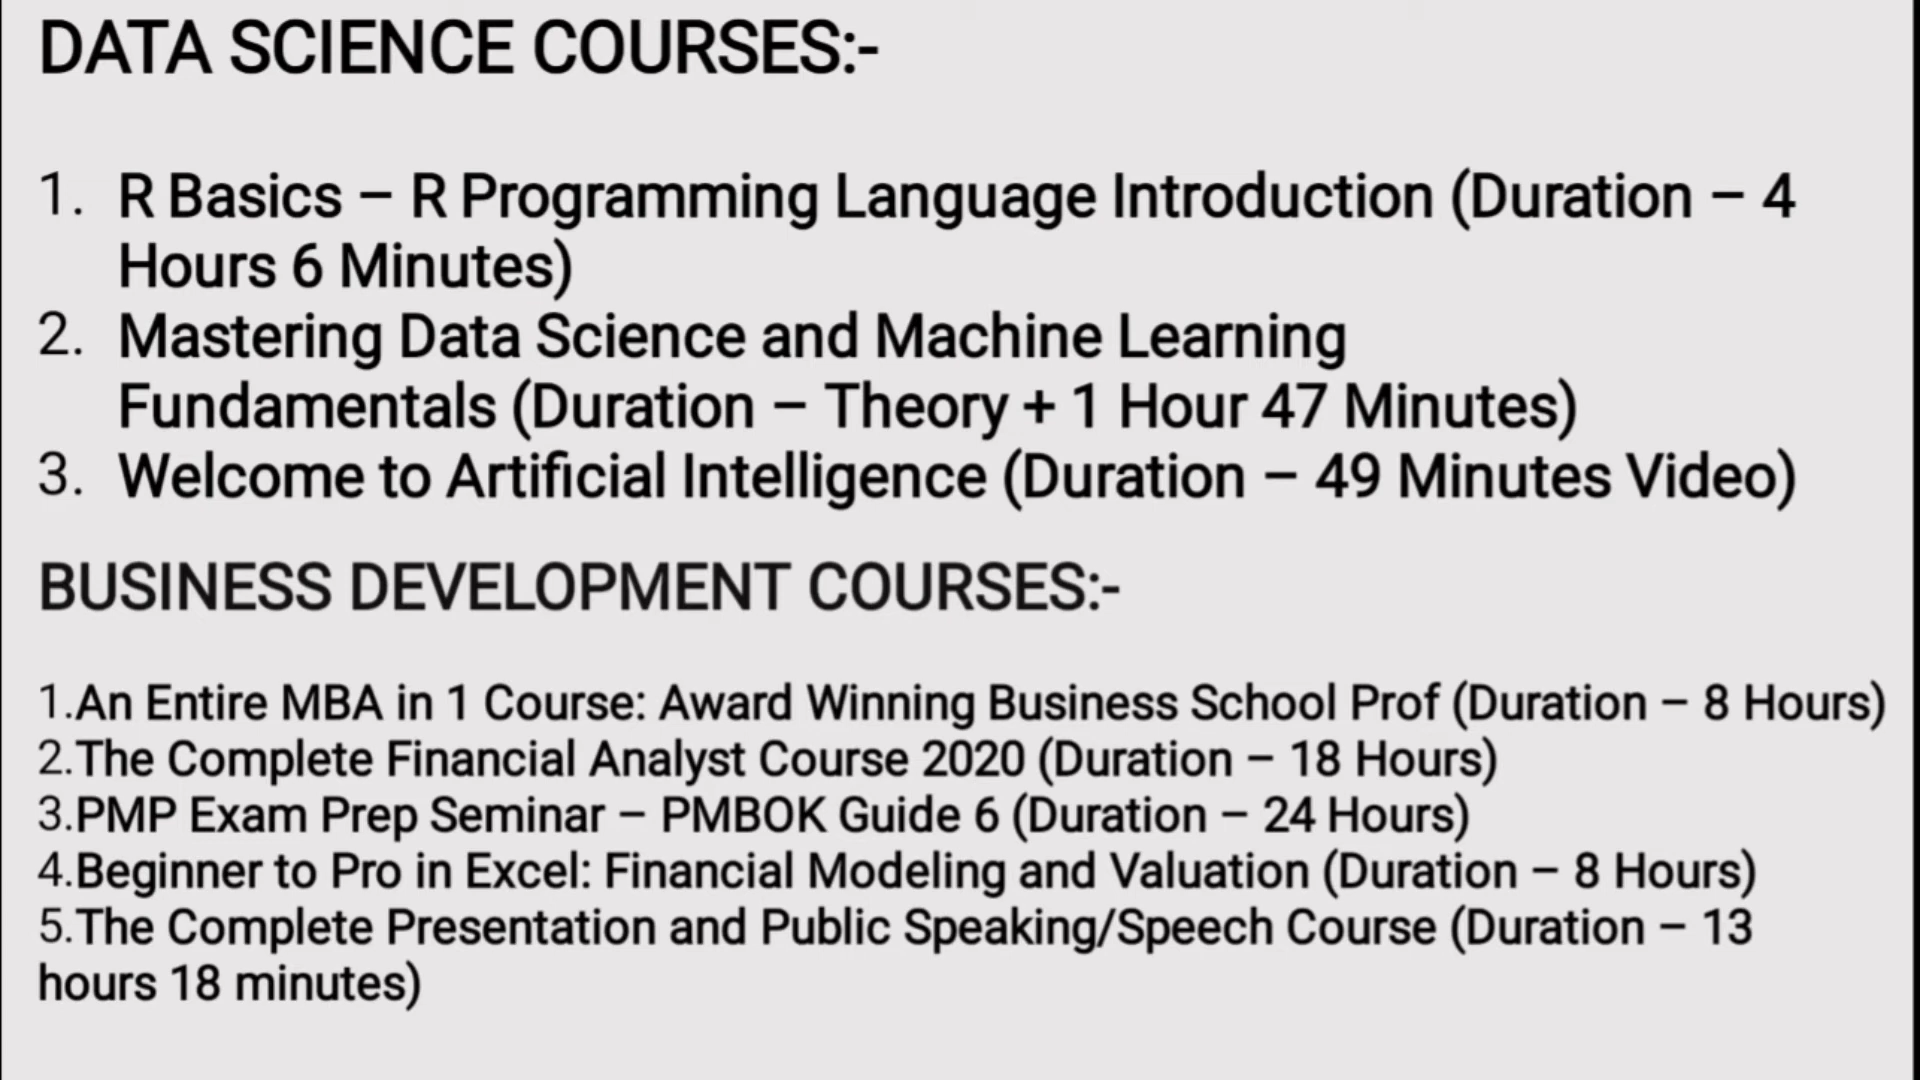 DATA SCIENCE COURSES:-
1. R Basics – R Programming Language Introduction (Duration – 4
Hours 6 Minutes)
2. Mastering Data Science and Machine Learning
Fundamentals (Duration – Theory + 1 Hour 47 Minutes)
3. Welcome to Artificial Intelligence (Duration – 49 Minutes Video)
BUSINESS DEVELOPMENT COURSES:-
1.An Entire MBA in 1 Course: Award Winning Business School Prof (Duration – 8 Hours)
2.The Complete Financial Analyst Course 2020 (Duration – 18 Hours)
3.PMP Exam Prep Seminar – PMBOK Guide 6 (Duration – 24 Hours)
4.Beginner to Pro in Excel: Financial Modeling and Valuation (Duration – 8 Hours)
5.The Complete Presentation and Public Speaking/Speech Course (Duration – 13
hours 18 minutes)